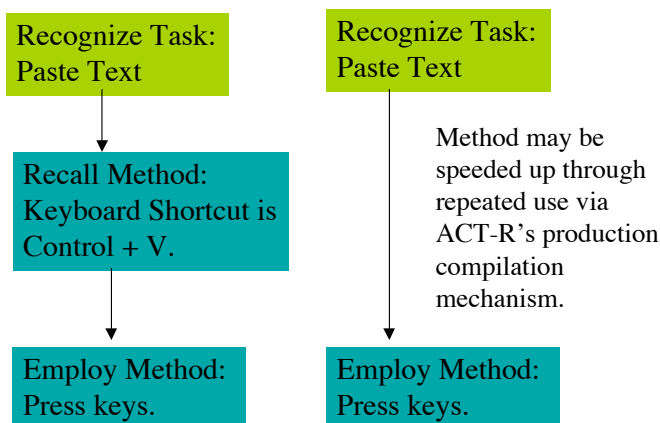 Recognize Task:
Paste Text
Recall Method:
Keyboard Shortcut is
Control + V.
Employ Method:
Press keys.
Recognize Task:
Paste Text
Method may be
speeded up through
repeated use via
ACT-R's production
compilation
mechanism.
Employ Method:
Press keys.